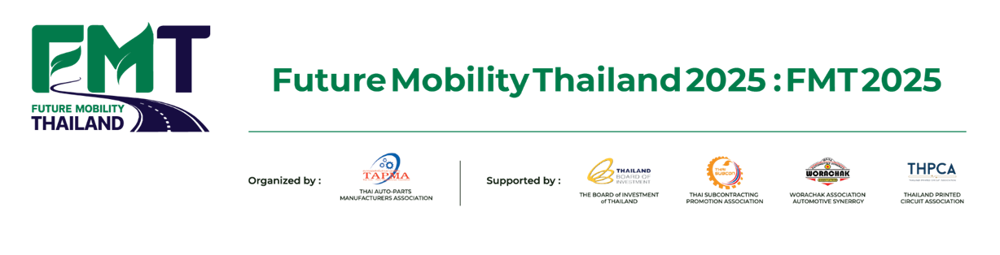 FMT
FUTURE MOBILITY
THAILAND
Future Mobility Thailand 2025 : FMT 2025
Organized by :
TAPMA
THAI AUTO-PARTS
MANUFACTURERS ASSOCIATION
Supported by :
THAILAND
BOARD OF
INVESTMENT
THE BOARD of INVESTMENT
of THAILAND
THAI
SUBCON
THAI SUBCONTRACTING
PROMOTION ASSOCIATION
WORACHAK
WORACHAK ASSOCIATION
AUTOMOTIVE SYNERRGY
THPCA
THAILAND PRINTED
CIRCUIT ASSOCIATION